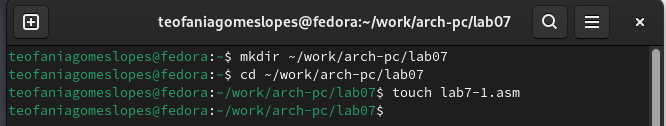 teofaniagomeslopes@fedora:~/work/arch-pc/lab07
teofaniagomeslopes@fedora:~$ mkdir ~/work/arch-pc/lab07
teofaniagomeslopes@fedora:~$ cd ~/work/arch-pc/lab07
teofaniagomeslopes@fedora:~/work/arch-pc/lab07$ touch lab7-1.asm
teofaniagomeslopes@fedora:~/work/arch-pc/lab07$